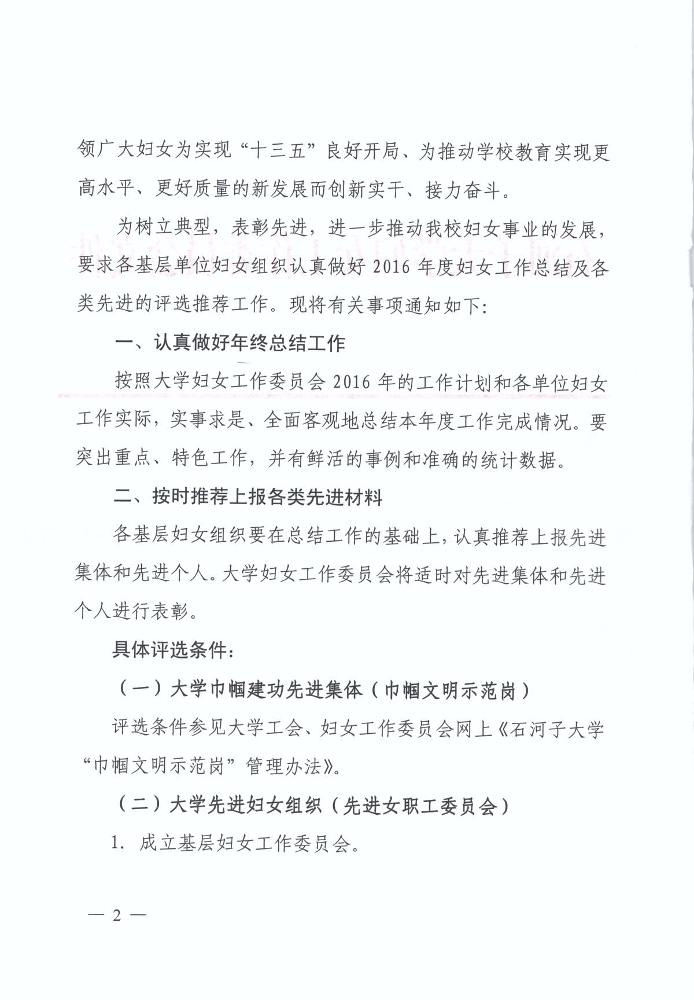 领广大妇女为实现“十三五”良好开局、为推动学校教育实现更
高水平、更好质量的新发展而创新实干、接力奋斗。
为树立典型，表彰先进，进一步推动我校妇女事业的发展，
要求各基层单位妇女组织认真做好 2016 年度妇女工作总结及各
类先进的评选推荐工作。现将有关事项通知如下：
一、认真做好年终总结工作
按照大学妇女工作委员会 2016 年的工作计划和各单位妇女
工作实际，实事求是、全面客观地总结本年度工作完成情况。要
突出重点、特色工作，并有鲜活的事例和准确的统计数据。
二、按时推荐上报各类先进材料
各基层妇女组织要在总结工作的基础上，认真推荐上报先进
集体和先进个人。大学妇女工作委员会将适时对先进集体和先进
个人进行表彰。
具体评选条件：
（一）大学巾帼建功先进集体（巾帼文明示范岗）
评选条件参见大学工会、妇女工作委员会网上《石河子大学
“巾帼文明示范岗”管理办法》。
（二）大学先进妇女组织（先进女职工委员会）
1. 成立基层妇女工作委员会。
— 2 —